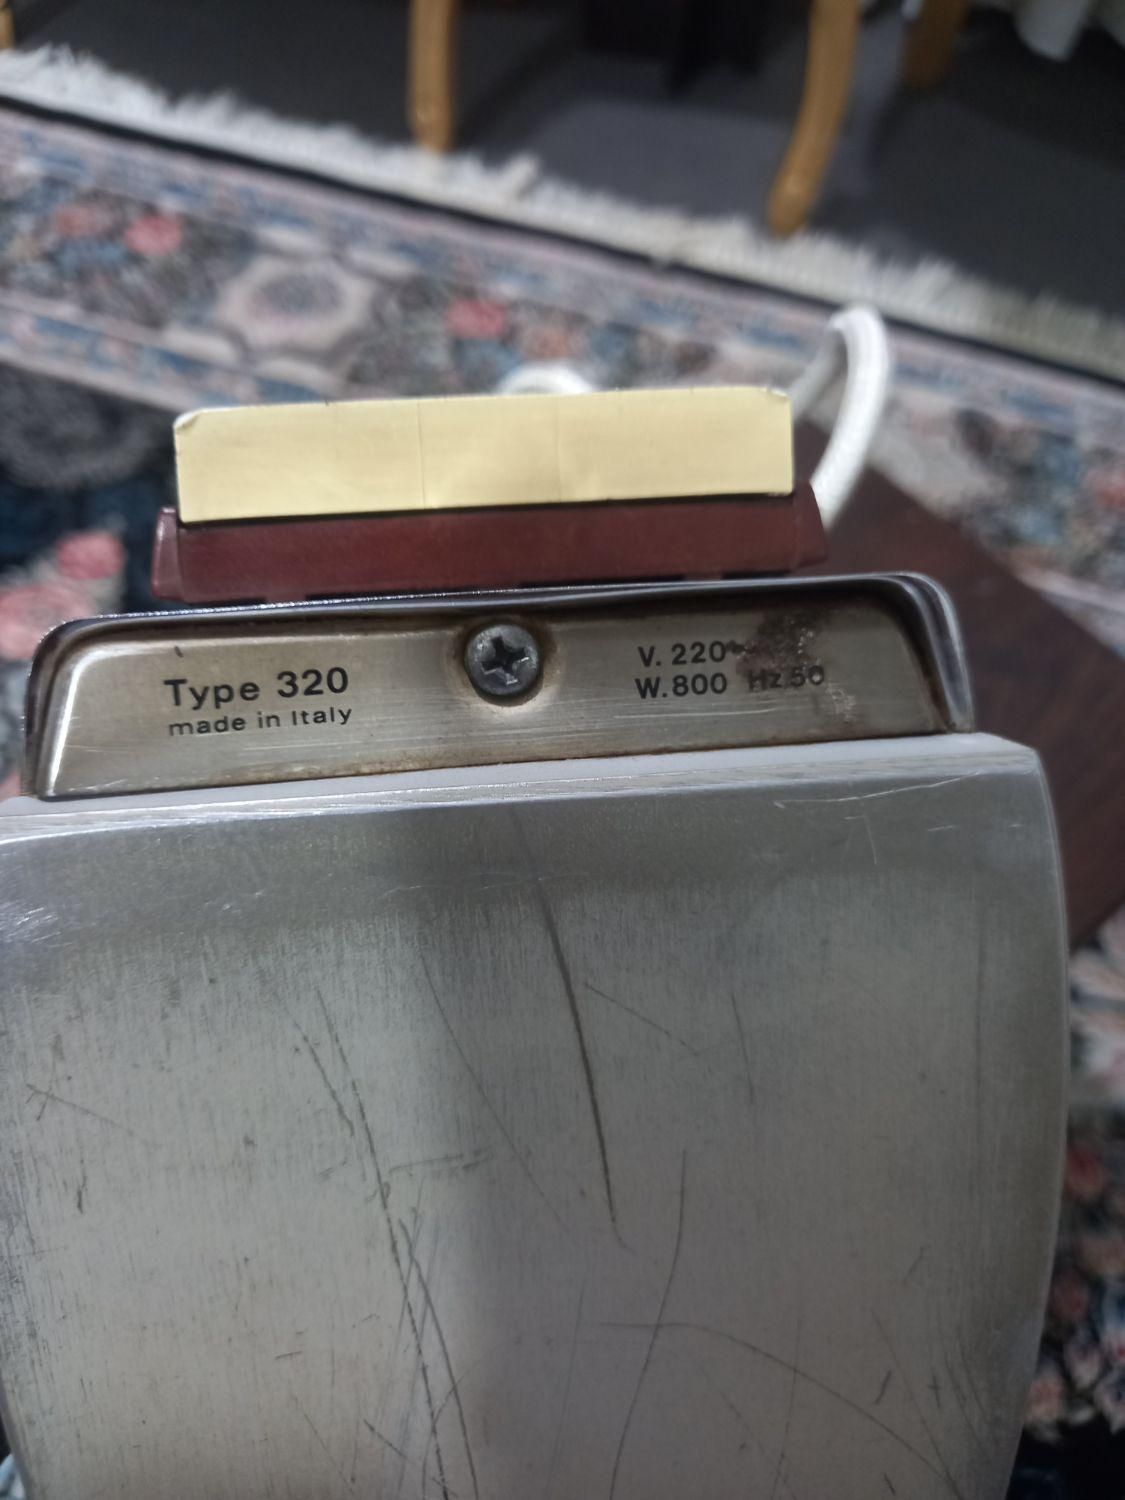 Type 320
made in Italy
V. 220~
W.800 Hz.50